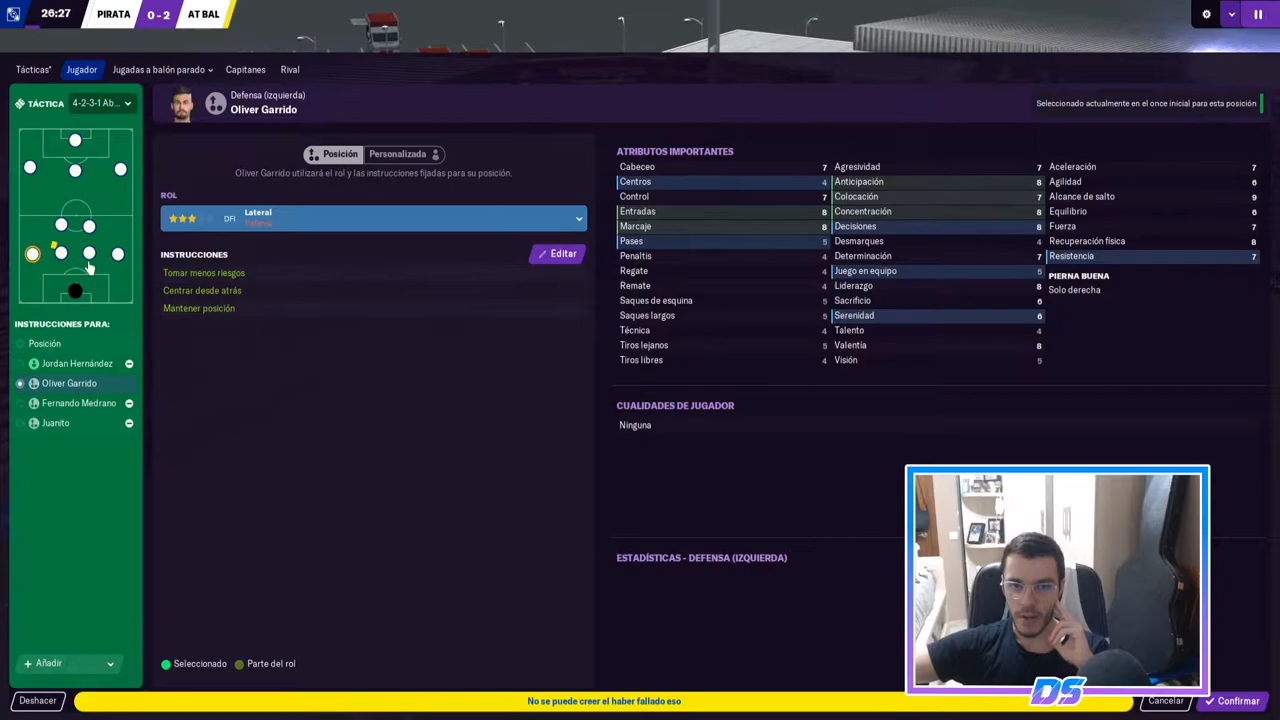 26:27 PIRATA 0 - 2 AT BAL
Tácticas* Jugador Jugadas a balón parado Capitanes Rival
TÁCTICA 4-2-3-1 Ab...
Defensa (izquierda)
Oliver Garrido
Seleccionado actualmente en el once inicial para esta posición
Posición Personalizada
Oliver Garrido utilizará el rol y las instrucciones fijadas para su posición.
ROL
DFI Lateral
Defensa
INSTRUCCIONES Editar
Tomar menos riesgos
Centrar desde atrás
Mantener posición
INSTRUCCIONES PARA:
Posición
Jordan Hernández
Oliver Garrido
Fernando Medrano
Juanito
Añadir
Seleccionado Parte del rol
ATRIBUTOS IMPORTANTES
Cabeceo 7 Agresividad 7 Aceleración 7
Centros 4 Anticipación 8 Agilidad 6
Control 7 Colocación 7 Alcance de salto 9
Entradas 8 Concentración 8 Equilibrio 6
Marcaje 8 Decisiones 8 Fuerza 7
Pases 5 Desmarques 4 Recuperación física 8
Penaltis 4 Determinación 7 Resistencia 7
Regate 4 Juego en equipo 5
Remate 4 Liderazgo 8
Saques de esquina 5 Sacrificio 6
Saques largos 5 Serenidad 6
Técnica 4 Talento 4
Tiros lejanos 5 Valentía 8
Tiros libres 4 Visión 5
PIERNA BUENA
Solo derecha
CUALIDADES DE JUGADOR
Ninguna
ESTADÍSTICAS - DEFENSA (IZQUIERDA)
DS
Deshacer
No se puede creer el haber fallado eso
Cancelar Confirmar